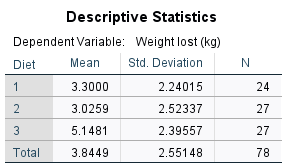 Descriptive Statistics
Dependent Variable: Weight lost (kg)
Diet Mean Std. Deviation N
1 3.3000 2.24015 24
2 3.0259 2.52337 27
3 5.1481 2.39557 27
Total 3.8449 2.55148 78